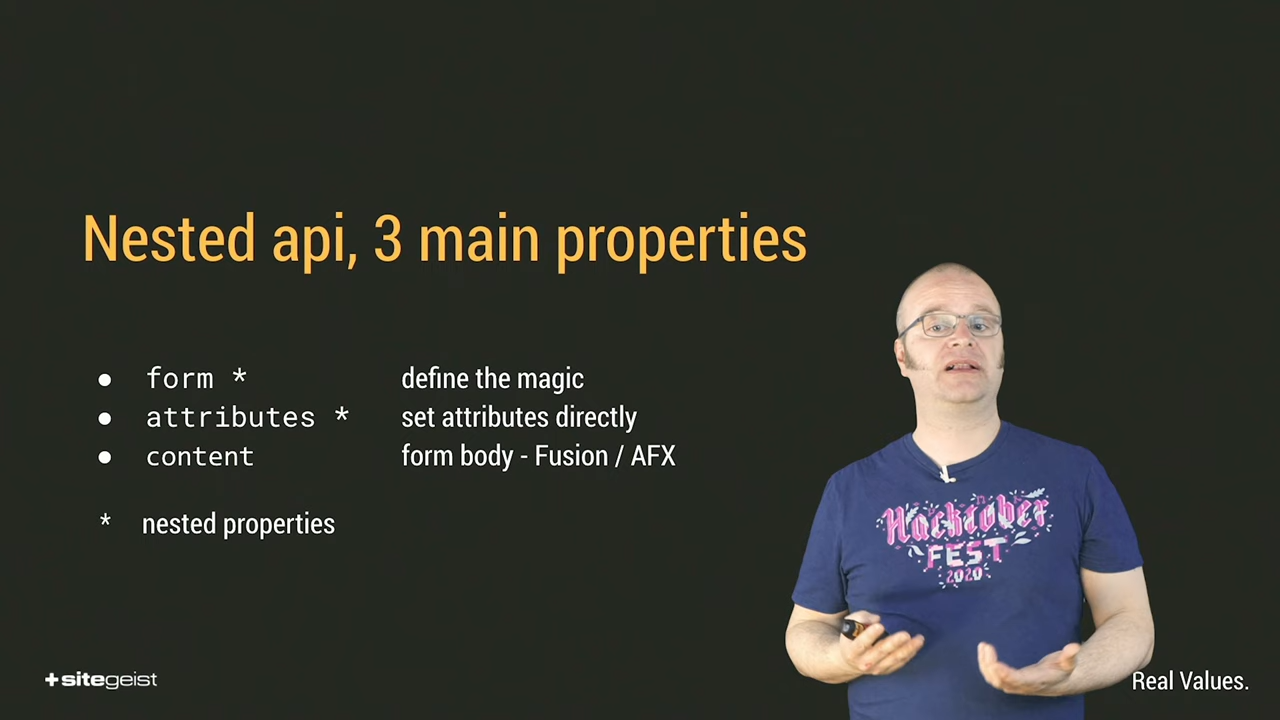 Nested api, 3 main properties
● form * define the magic
● attributes * set attributes directly
● content form body - Fusion / AFX
* nested properties
Hacktober
FEST
2020
+sitegeist
Real Values.